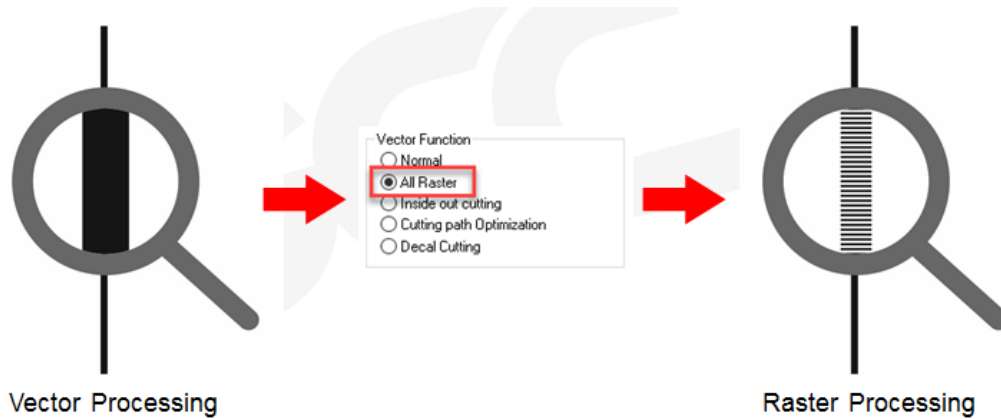 Vector Function
Normal
All Raster
Inside out cutting
Cutting path Optimization
Decal Cutting
Vector Processing
Raster Processing